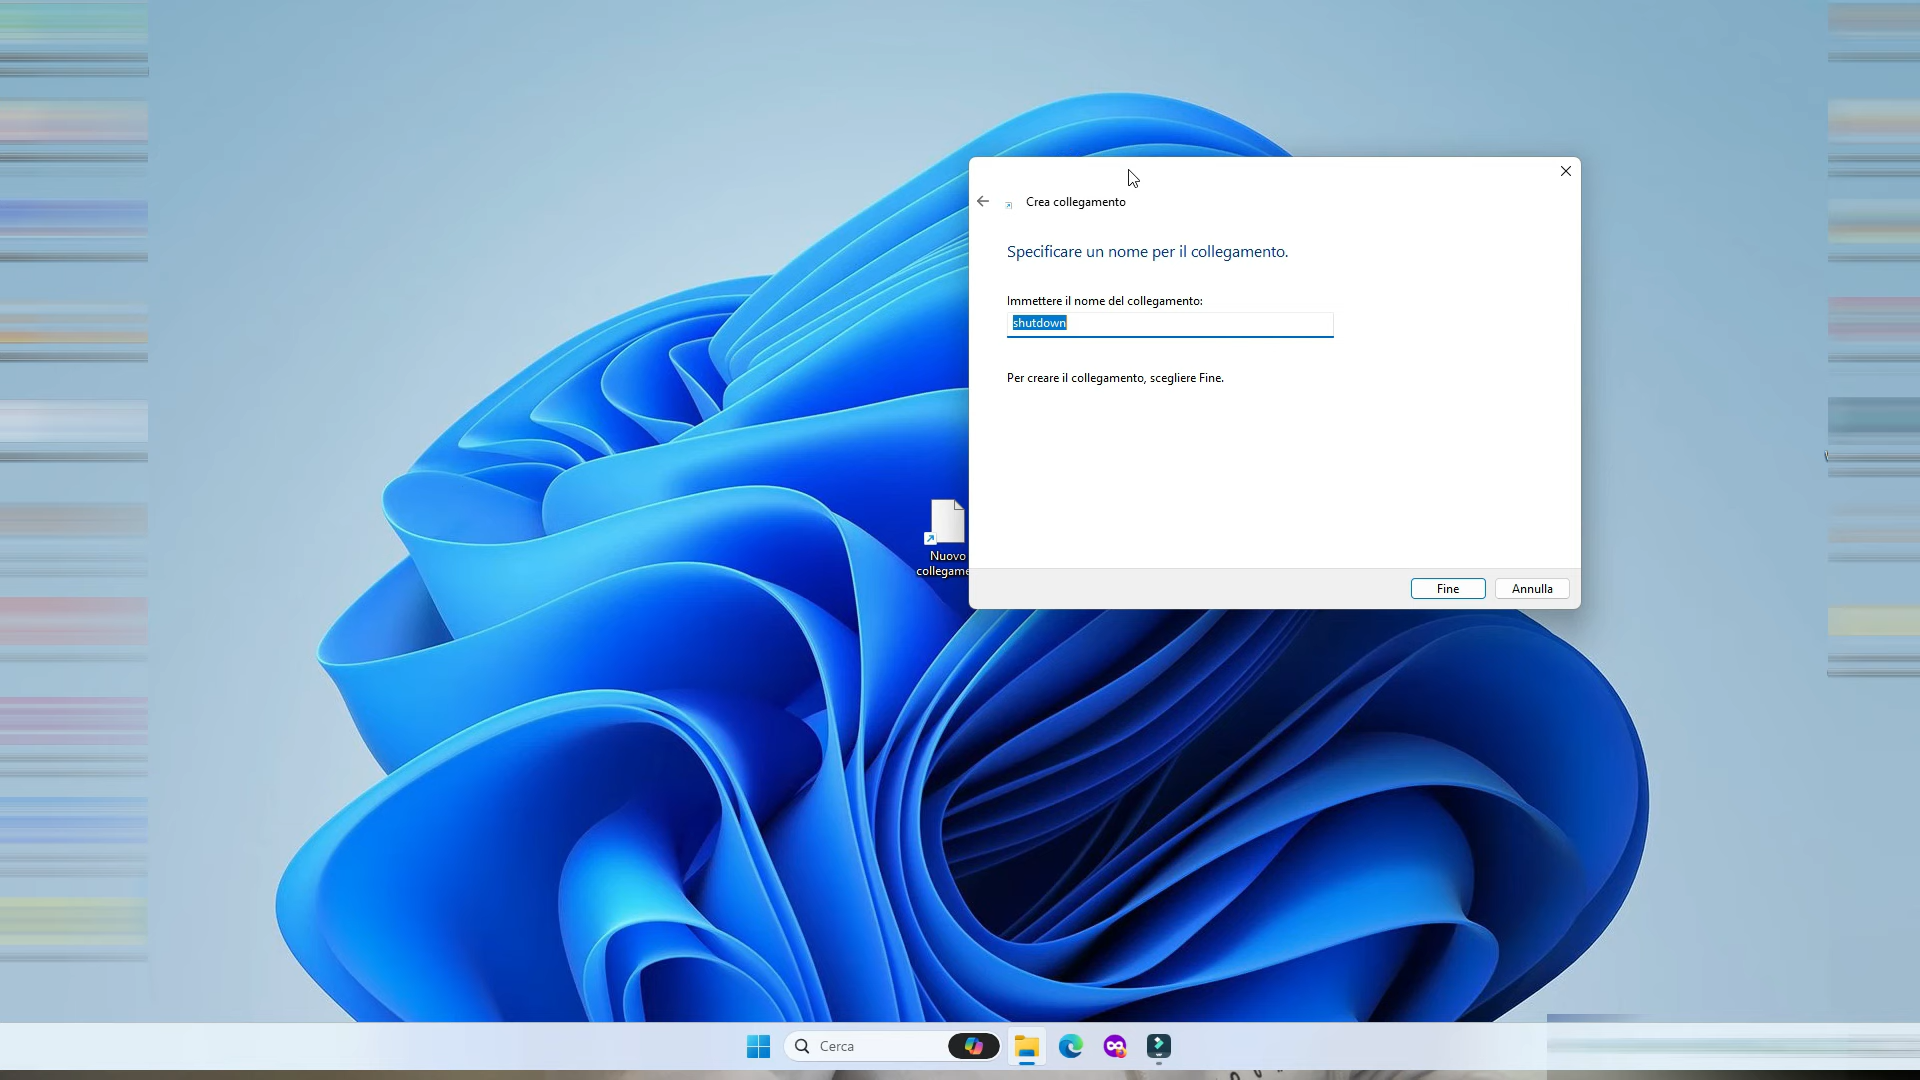 Crea collegamento
Specificare un nome per il collegamento.
Immettere il nome del collegamento:
shutdown
Per creare il collegamento, scegliere Fine.
Nuovo
Fine
Annulla
Cerca